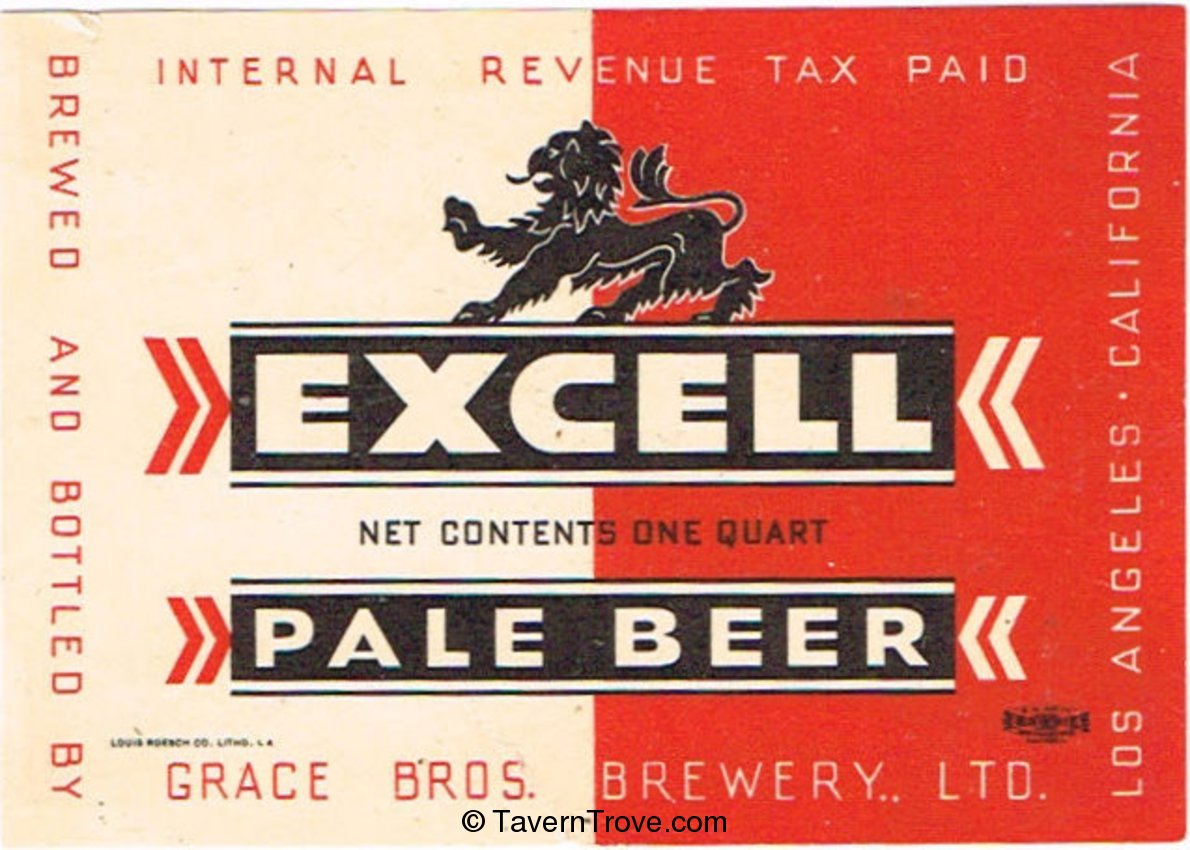 INTERNAL REVENUE TAX PAID
BREWED AND BOTTLED BY
LOS ANGELES · CALIFORNIA
EXCELL
NET CONTENTS ONE QUART
PALE BEER
LOUIS ROESCH CO. LITHO. L.A.
GRACE BROS. BREWERY., LTD.
© TavernTrove.com